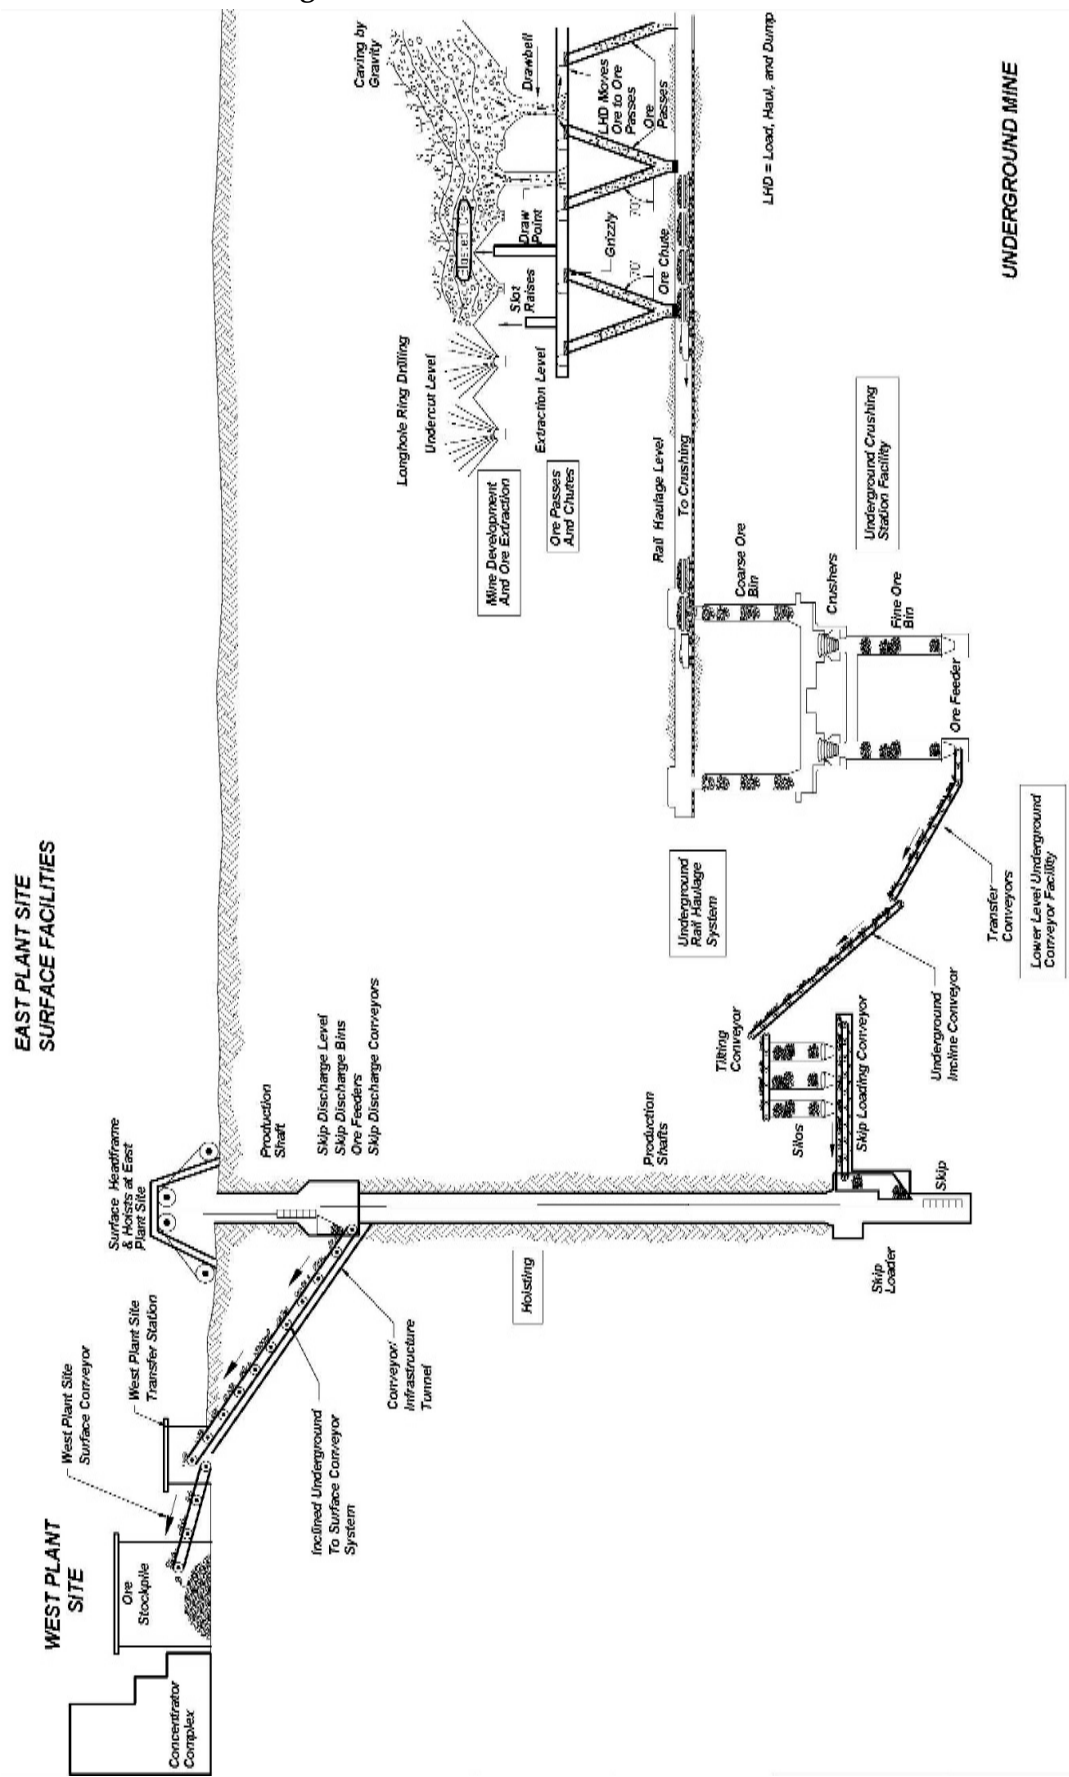 WEST PLANT
SITE
EAST PLANT SITE
SURFACE FACILITIES
Concentrator
Complex
Ore
Stockpile
West Plant Site
Surface Conveyor
West Plant Site
Transfer Station
Surface Headframe
& Hoists at East
Plant Site
Inclined Underground
To Surface Conveyor
System
Conveyor/
Infrastructure
Tunnel
Production
Shaft
Skip Discharge Level
Skip Discharge Bins
Ore Feeders
Skip Discharge Conveyors
Hoisting
Production
Shafts
Skip
Loader
Skip
Silos
Skip Loading Conveyor
Tilting
Conveyor
Underground
Incline Conveyor
Transfer
Conveyors
Lower Level Underground
Conveyor Facility
Underground
Rail Haulage
System
Ore Feeder
Fine Ore
Bin
Crushers
Coarse Ore
Bin
Underground Crushing
Station Facility
Rail Haulage Level
To Crushing
Mine Development
And Ore Extraction
Ore Passes
And Chutes
Longhole Ring Drilling
Undercut Level
Extraction Level
Slot
Raises
Draw
Point
Grizzly
70°
Ore Chute
70°
Caving by
Gravity
Drawbell
LHD Moves
Ore to Ore
Passes
Ore
Passes
LHD = Load, Haul, and Dump
UNDERGROUND MINE